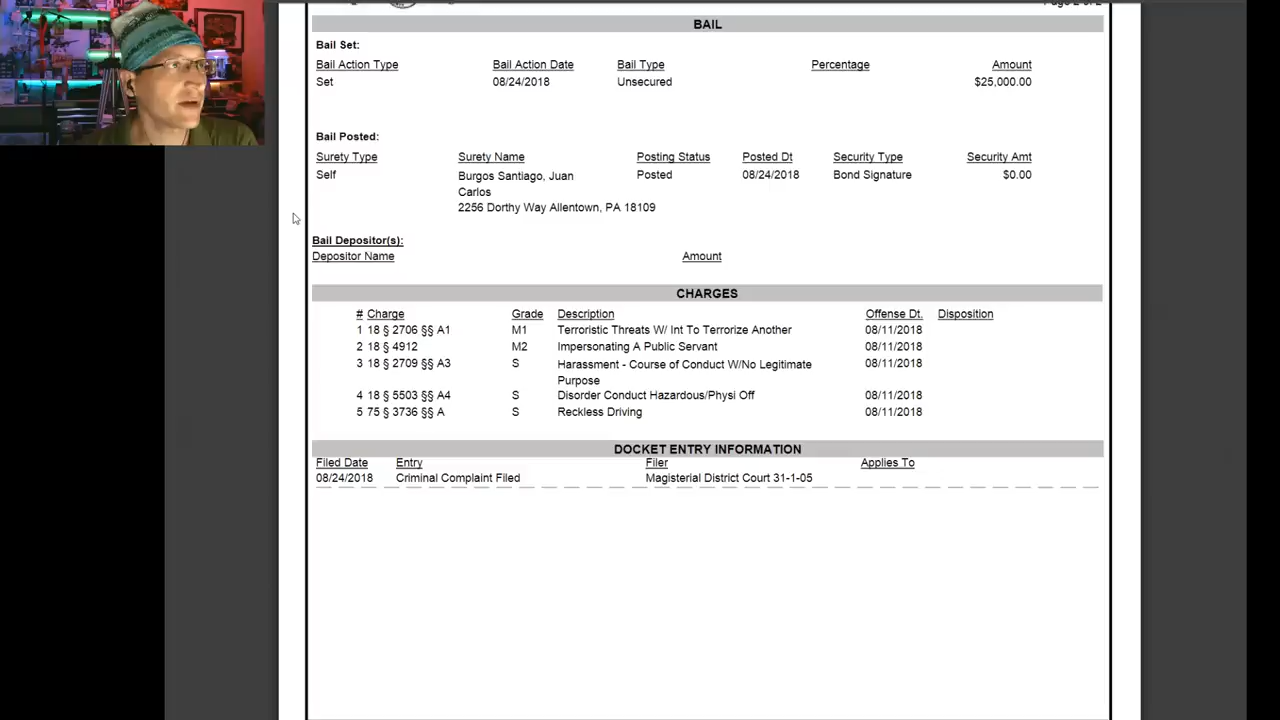 Page 2 of 2
BAIL
Bail Set:
Bail Action Type Bail Action Date Bail Type Percentage Amount
Set 08/24/2018 Unsecured $25,000.00
Bail Posted:
Surety Type Surety Name Posting Status Posted Dt Security Type Security Amt
Self Burgos Santiago, Juan Posted 08/24/2018 Bond Signature $0.00
Carlos
2256 Dorthy Way Allentown, PA 18109
Bail Depositor(s):
Depositor Name Amount
CHARGES
# Charge Grade Description Offense Dt. Disposition
1 18 § 2706 §§ A1 M1 Terroristic Threats W/ Int To Terrorize Another 08/11/2018
2 18 § 4912 M2 Impersonating A Public Servant 08/11/2018
3 18 § 2709 §§ A3 S Harassment - Course of Conduct W/No Legitimate 08/11/2018
Purpose
4 18 § 5503 §§ A4 S Disorder Conduct Hazardous/Physi Off 08/11/2018
5 75 § 3736 §§ A S Reckless Driving 08/11/2018
DOCKET ENTRY INFORMATION
Filed Date Entry Filer Applies To
08/24/2018 Criminal Complaint Filed Magisterial District Court 31-1-05